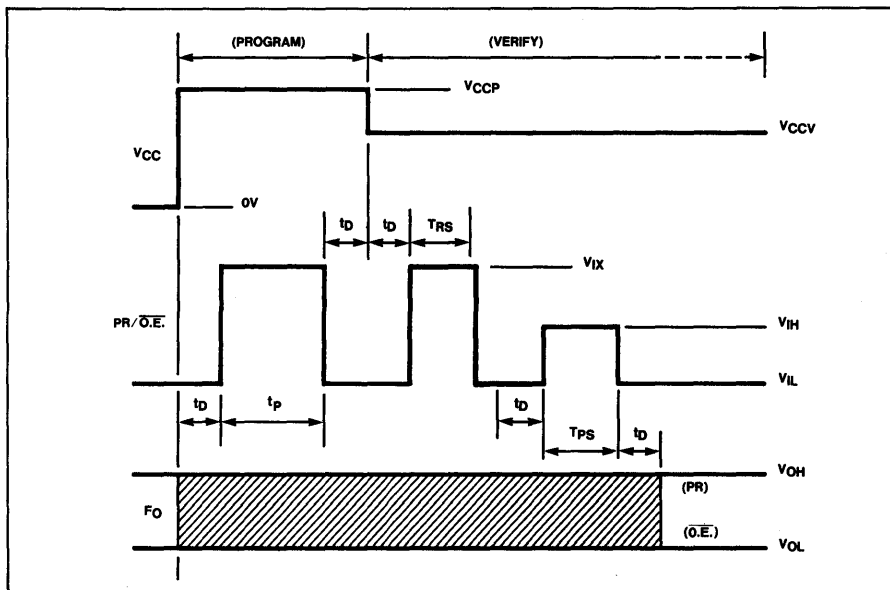 (PROGRAM) (VERIFY)
VCCP
VCCV
VCC
0V
tD tD TRS
VIX
PR/O.E.
VIH
VIL
tD tP tD
TPS tD
VOH
(PR)
FO
(O.E.)
VOL